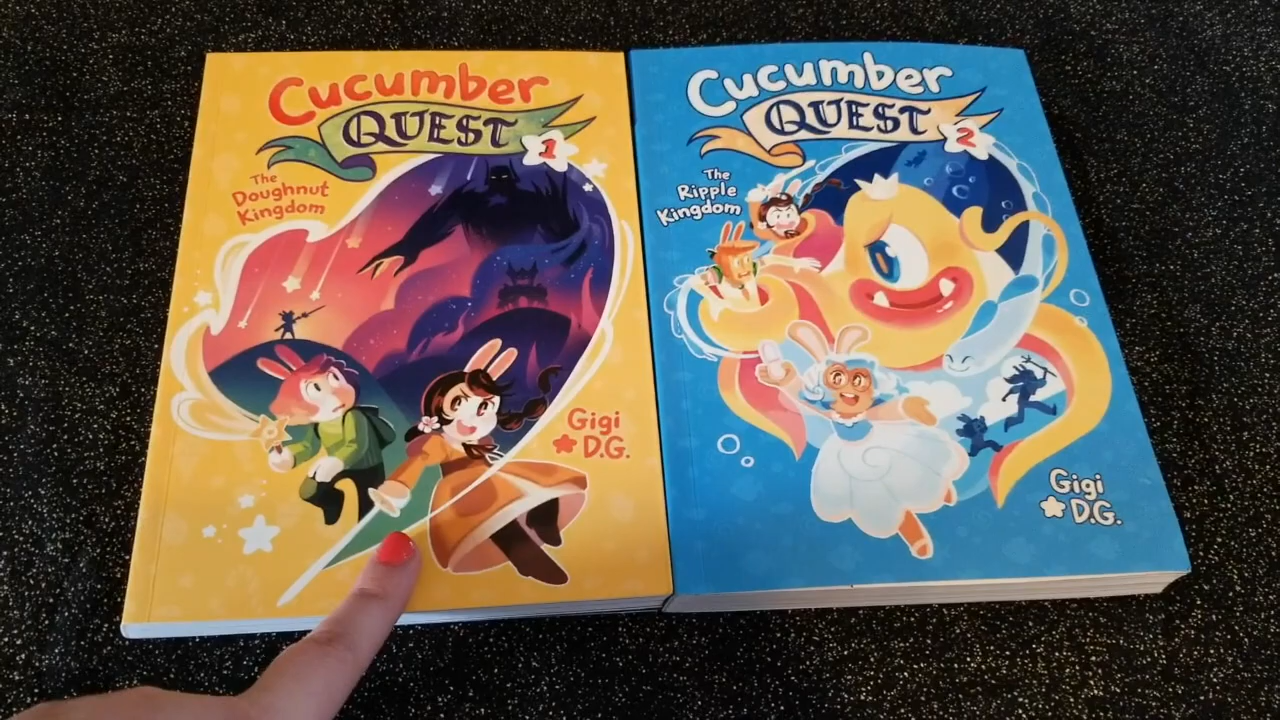 Cucumber
QUEST
1
The
Doughnut
Kingdom
Gigi
D.G.
Cucumber
QUEST
2
The
Ripple
Kingdom
Gigi
D.G.